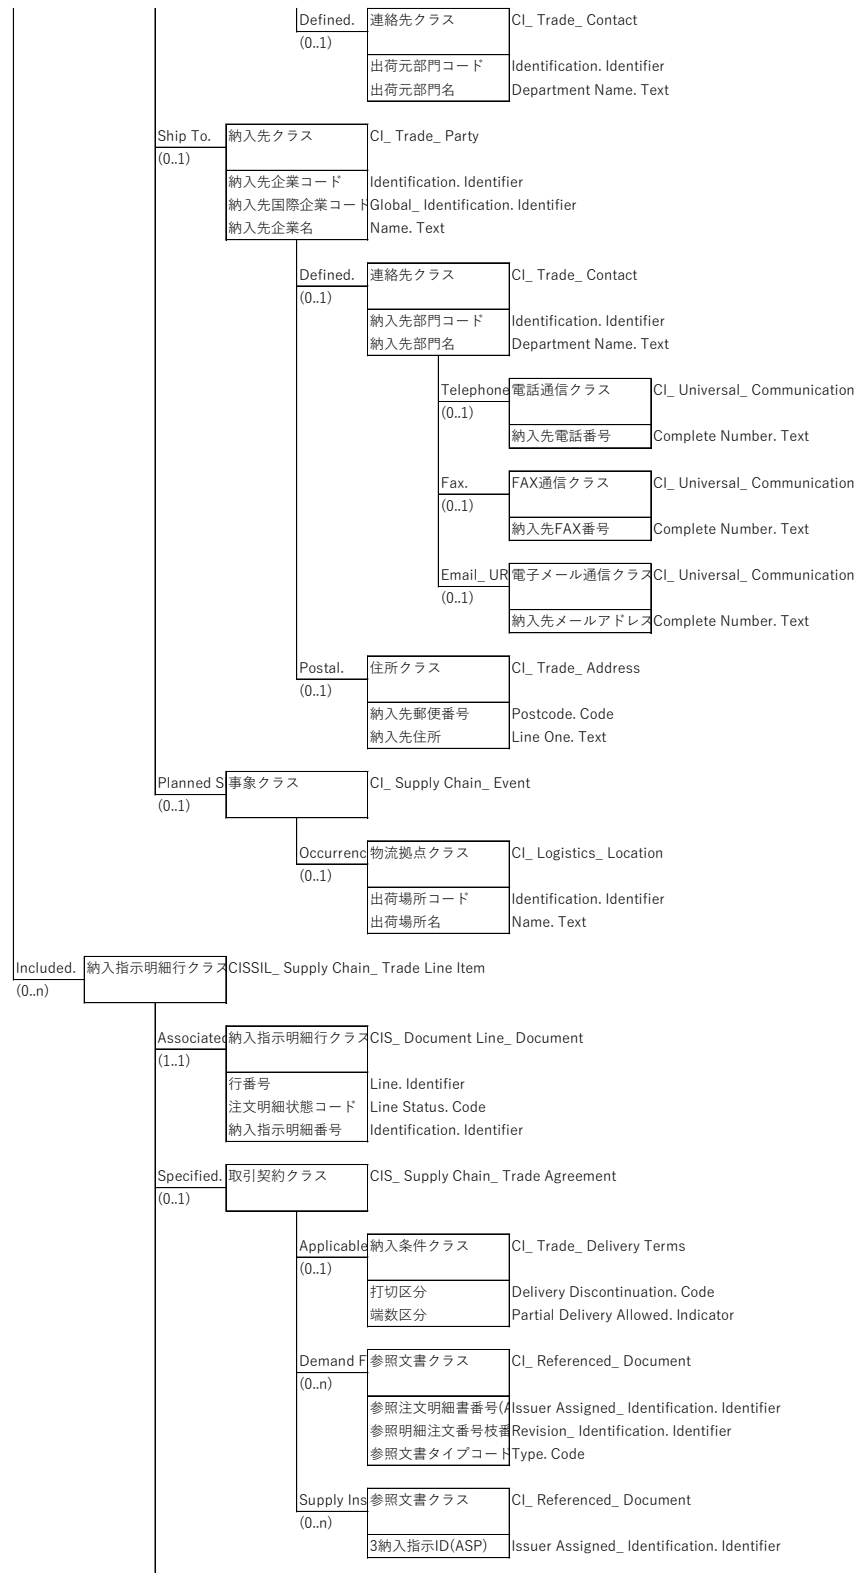 Defined. 連絡先クラス CI_ Trade_ Contact
(0..1)
出荷元部門コード Identification. Identifier
出荷元部門名 Department Name. Text
Ship To. 納入先クラス CI_ Trade_ Party
(0..1)
納入先企業コード Identification. Identifier
納入先国際企業コード Global_ Identification. Identifier
納入先企業名 Name. Text
Defined. 連絡先クラス CI_ Trade_ Contact
(0..1)
納入先部門コード Identification. Identifier
納入先部門名 Department Name. Text
Telephone 電話通信クラス CI_ Universal_ Communication
(0..1)
納入先電話番号 Complete Number. Text
Fax. FAX通信クラス CI_ Universal_ Communication
(0..1)
納入先FAX番号 Complete Number. Text
Email_ UR 電子メール通信クラス CI_ Universal_ Communication
(0..1)
納入先メールアドレス Complete Number. Text
Postal. 住所クラス CI_ Trade_ Address
(0..1)
納入先郵便番号 Postcode. Code
納入先住所 Line One. Text
Planned S 事象クラス CI_ Supply Chain_ Event
(0..1)
Occurrenc 物流拠点クラス CI_ Logistics_ Location
(0..1)
出荷場所コード Identification. Identifier
出荷場所名 Name. Text
Included. 納入指示明細行クラス CISSIL_ Supply Chain_ Trade Line Item
(0..n)
Associated 納入指示明細行クラス CIS_ Document Line_ Document
(1..1)
行番号 Line. Identifier
注文明細状態コード Line Status. Code
納入指示明細番号 Identification. Identifier
Specified. 取引契約クラス CIS_ Supply Chain_ Trade Agreement
(0..1)
Applicable 納入条件クラス CI_ Trade_ Delivery Terms
(0..1)
打切区分 Delivery Discontinuation. Code
端数区分 Partial Delivery Allowed. Indicator
Demand F 参照文書クラス CI_ Referenced_ Document
(0..n)
参照注文明細書番号(A Issuer Assigned_ Identification. Identifier
参照明細注文番号枝番 Revision_ Identification. Identifier
参照文書タイプコード Type. Code
Supply Ins 参照文書クラス CI_ Referenced_ Document
(0..n)
3納入指示ID(ASP) Issuer Assigned_ Identification. Identifier